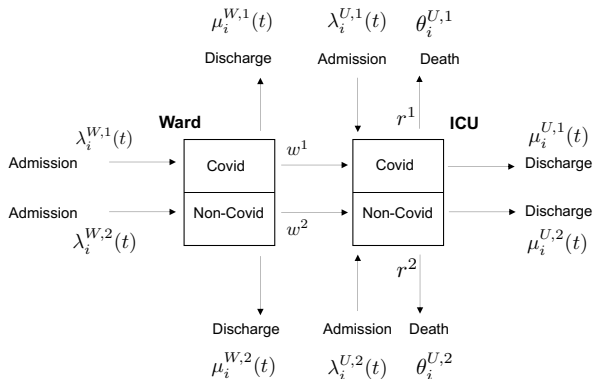 μ_i^{W,1}(t) λ_i^{U,1}(t) θ_i^{U,1}
Discharge Admission Death
Ward r^1 ICU
λ_i^{W,1}(t) w^1 μ_i^{U,1}(t)
Admission Covid Covid Discharge
Admission Non-Covid Non-Covid Discharge
λ_i^{W,2}(t) w^2 μ_i^{U,2}(t)
r^2
Discharge Admission Death
μ_i^{W,2}(t) λ_i^{U,2}(t) θ_i^{U,2}